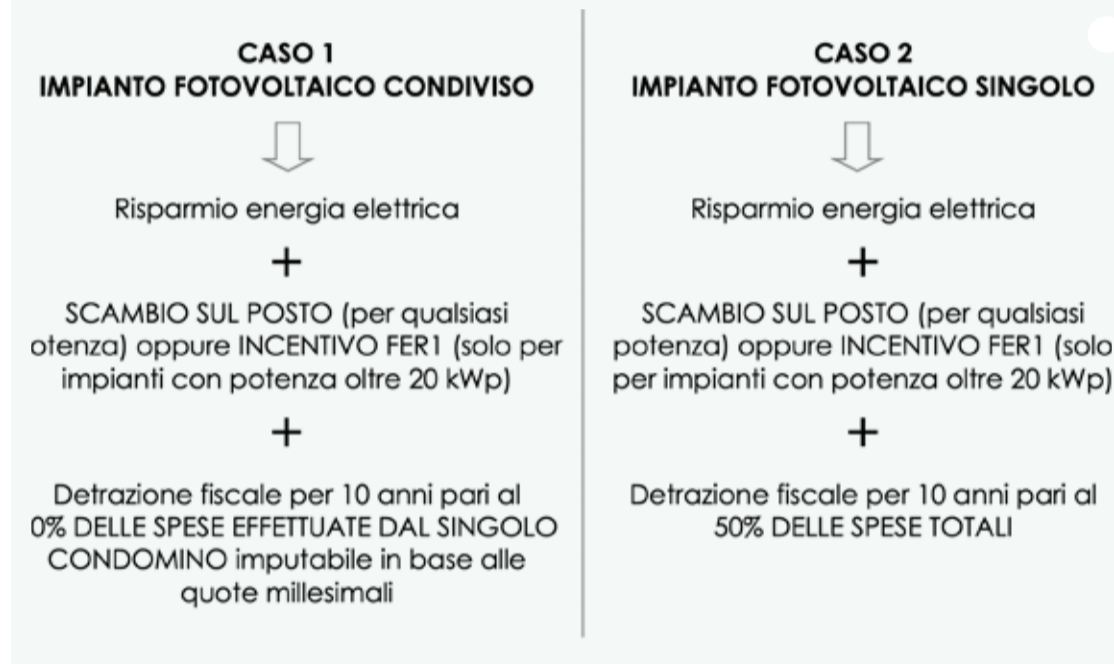 CASO 1
IMPIANTO FOTOVOLTAICO CONDIVISO
Risparmio energia elettrica
+
SCAMBIO SUL POSTO (per qualsiasi
otenza) oppure INCENTIVO FER1 (solo per
impianti con potenza oltre 20 kWp)
+
Detrazione fiscale per 10 anni pari al
0% DELLE SPESE EFFETTUATE DAL SINGOLO
CONDOMINO imputabile in base alle
quote millesimali
CASO 2
IMPIANTO FOTOVOLTAICO SINGOLO
Risparmio energia elettrica
+
SCAMBIO SUL POSTO (per qualsiasi
potenza) oppure INCENTIVO FER1 (solo
per impianti con potenza oltre 20 kWp)
+
Detrazione fiscale per 10 anni pari al
50% DELLE SPESE TOTALI